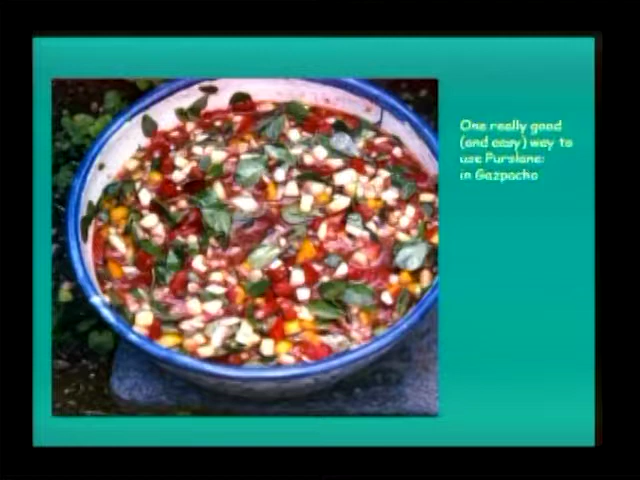 One really good
(and easy) way to
use Purslane:
in Gazpacho